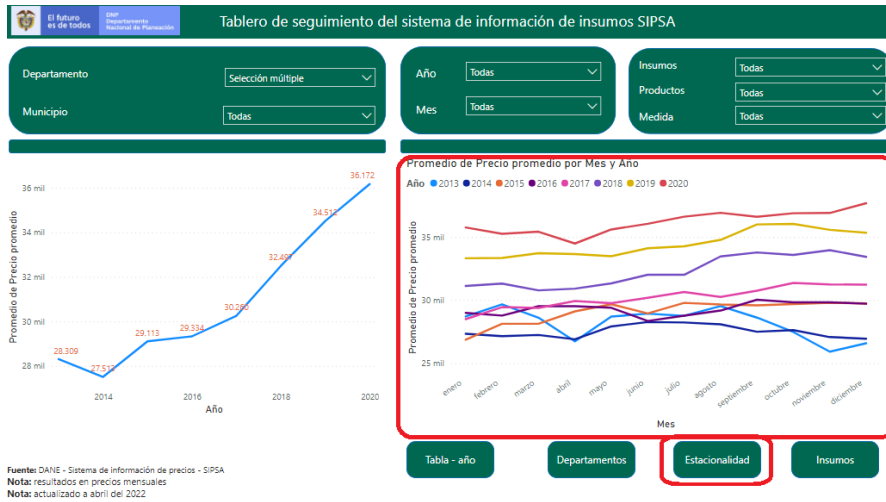 El futuro
es de todos
DNP
Departamento
Nacional de Planeación
Tablero de seguimiento del sistema de información de insumos SIPSA
Departamento
Selección múltiple
Municipio
Todas
Año
Todas
Mes
Todas
Insumos
Todas
Productos
Todas
Medida
Todas
Promedio de Precio promedio
36 mil
34 mil
32 mil
30 mil
28 mil
28.309
27.513
29.113
29.334
30.260
32.497
34.512
36.172
2014
2016
2018
2020
Año
Promedio de Precio promedio por Mes y Año
Año 2013 2014 2015 2016 2017 2018 2019 2020
Promedio de Precio promedio
35 mil
30 mil
25 mil
enero
febrero
marzo
abril
mayo
junio
julio
agosto
septiembre
octubre
noviembre
diciembre
Mes
Tabla - año
Departamentos
Estacionalidad
Insumos
Fuente: DANE - Sistema de información de precios - SIPSA
Nota: resultados en precios mensuales
Nota: actualizado a abril del 2022